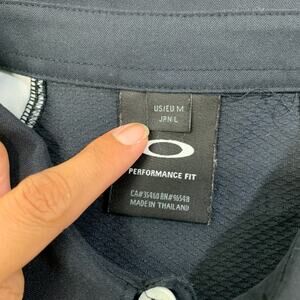 US/EU M
JPN L
PERFORMANCE FIT
CA#35460 RN#96548
MADE IN THAILAND